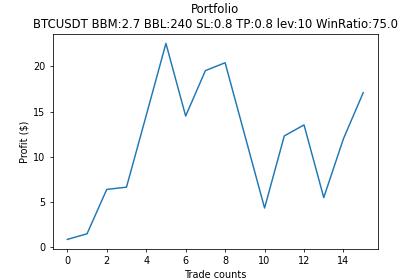 Portfolio
BTCUSDT BBM:2.7 BBL:240 SL:0.8 TP:0.8 lev:10 WinRatio:75.0
20
15
10
5
0
Profit ($)
0 2 4 6 8 10 12 14
Trade counts